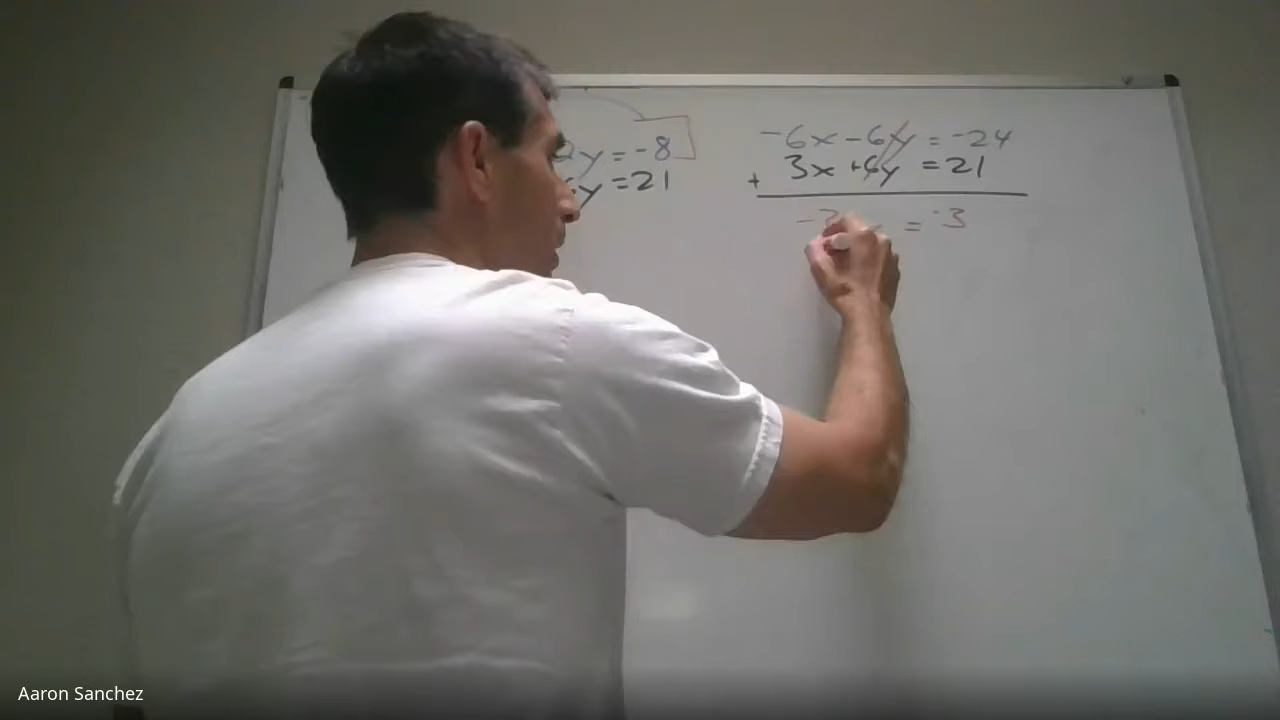 2y = -8
y = 21
-6x - 6y = -24
3x + 6y = 21
+
-3 = -3
Aaron Sanchez